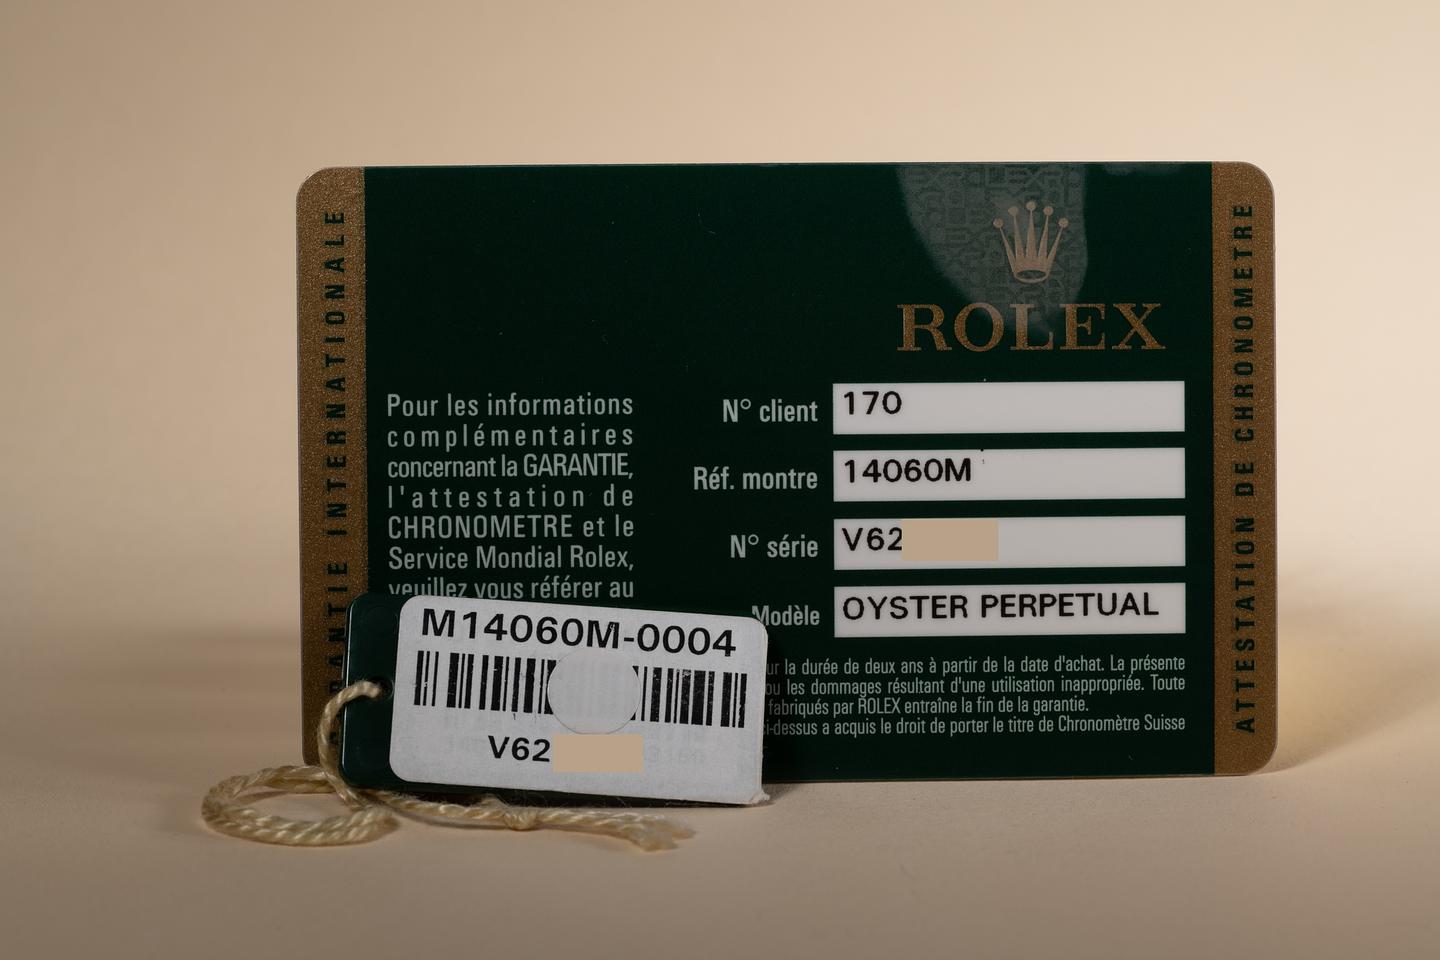 GARANTIE INTERNATIONALE
ROLEX
N° client 170
Réf. montre 14060M
N° série V62
Modèle OYSTER PERPETUAL
Pour les informations
complémentaires
concernant la GARANTIE,
l'attestation de
CHRONOMETRE et le
Service Mondial Rolex,
veuillez vous référer au
la durée de deux ans à partir de la date d'achat. La présente
les dommages résultant d'une utilisation inappropriée. Toute
fabriqués par ROLEX entraîne la fin de la garantie.
ci-dessus a acquis le droit de porter le titre de Chronomètre Suisse
ATTESTATION DE CHRONOMETRE
M14060M-0004
V62